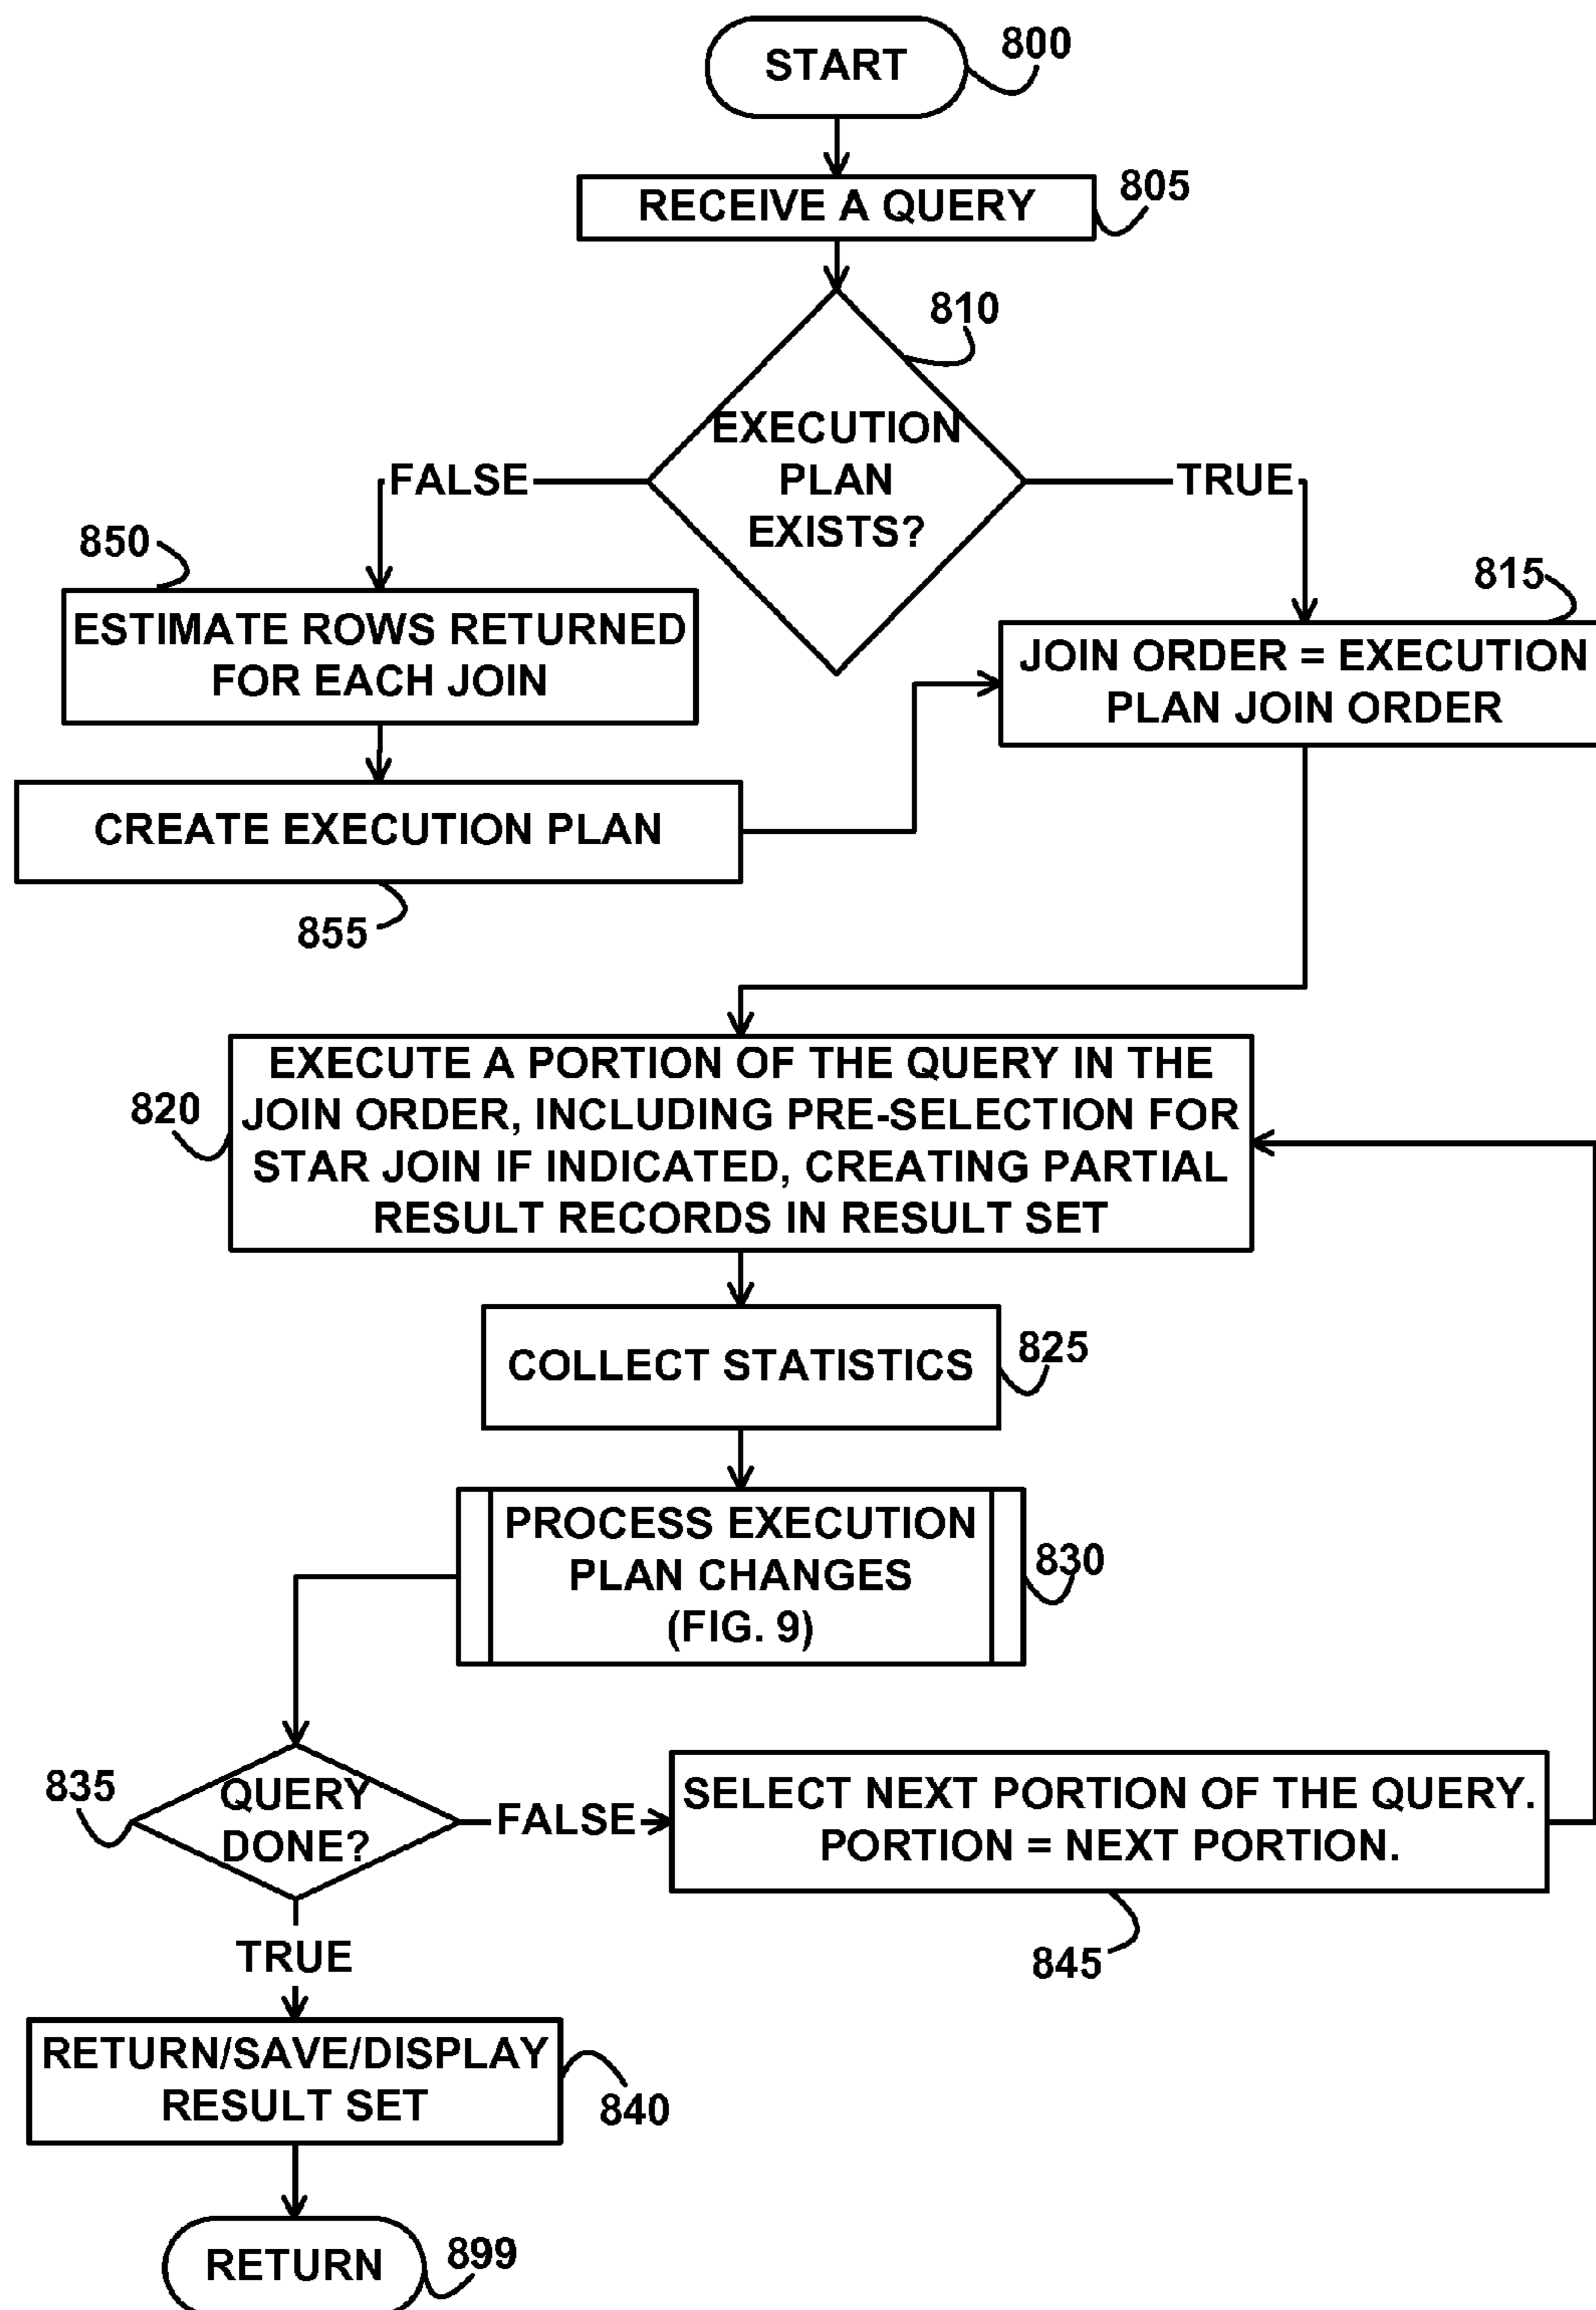 START
800
RECEIVE A QUERY
805
810
EXECUTION
PLAN
EXISTS?
FALSE
TRUE
850
ESTIMATE ROWS RETURNED
FOR EACH JOIN
815
JOIN ORDER = EXECUTION
PLAN JOIN ORDER
CREATE EXECUTION PLAN
855
820
EXECUTE A PORTION OF THE QUERY IN THE
JOIN ORDER, INCLUDING PRE-SELECTION FOR
STAR JOIN IF INDICATED, CREATING PARTIAL
RESULT RECORDS IN RESULT SET
COLLECT STATISTICS
825
PROCESS EXECUTION
PLAN CHANGES
(FIG. 9)
830
835
QUERY
DONE?
FALSE
SELECT NEXT PORTION OF THE QUERY.
PORTION = NEXT PORTION.
845
TRUE
RETURN/SAVE/DISPLAY
RESULT SET
840
RETURN
899